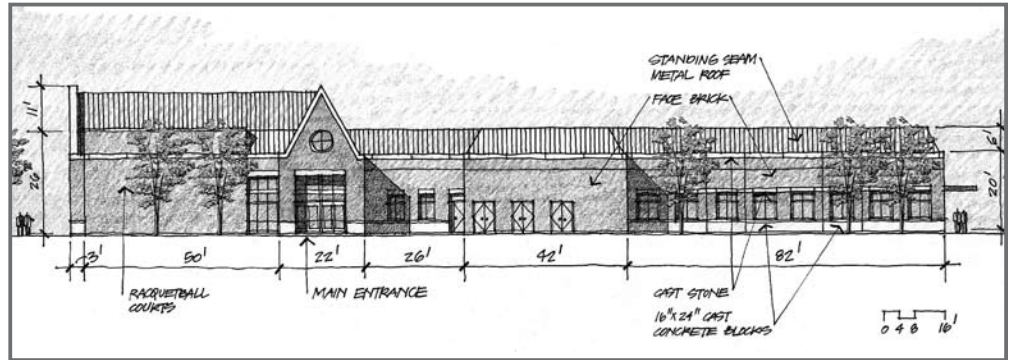 STANDING SEAM
METAL ROOF
FACE BRICK
11'
26'
6'
20'
3'
50'
22'
26'
42'
82'
RACQUETBALL
COURTS
MAIN ENTRANCE
CAST STONE
16"x24" CAST
CONCRETE BLOCKS
0 4 8 16'